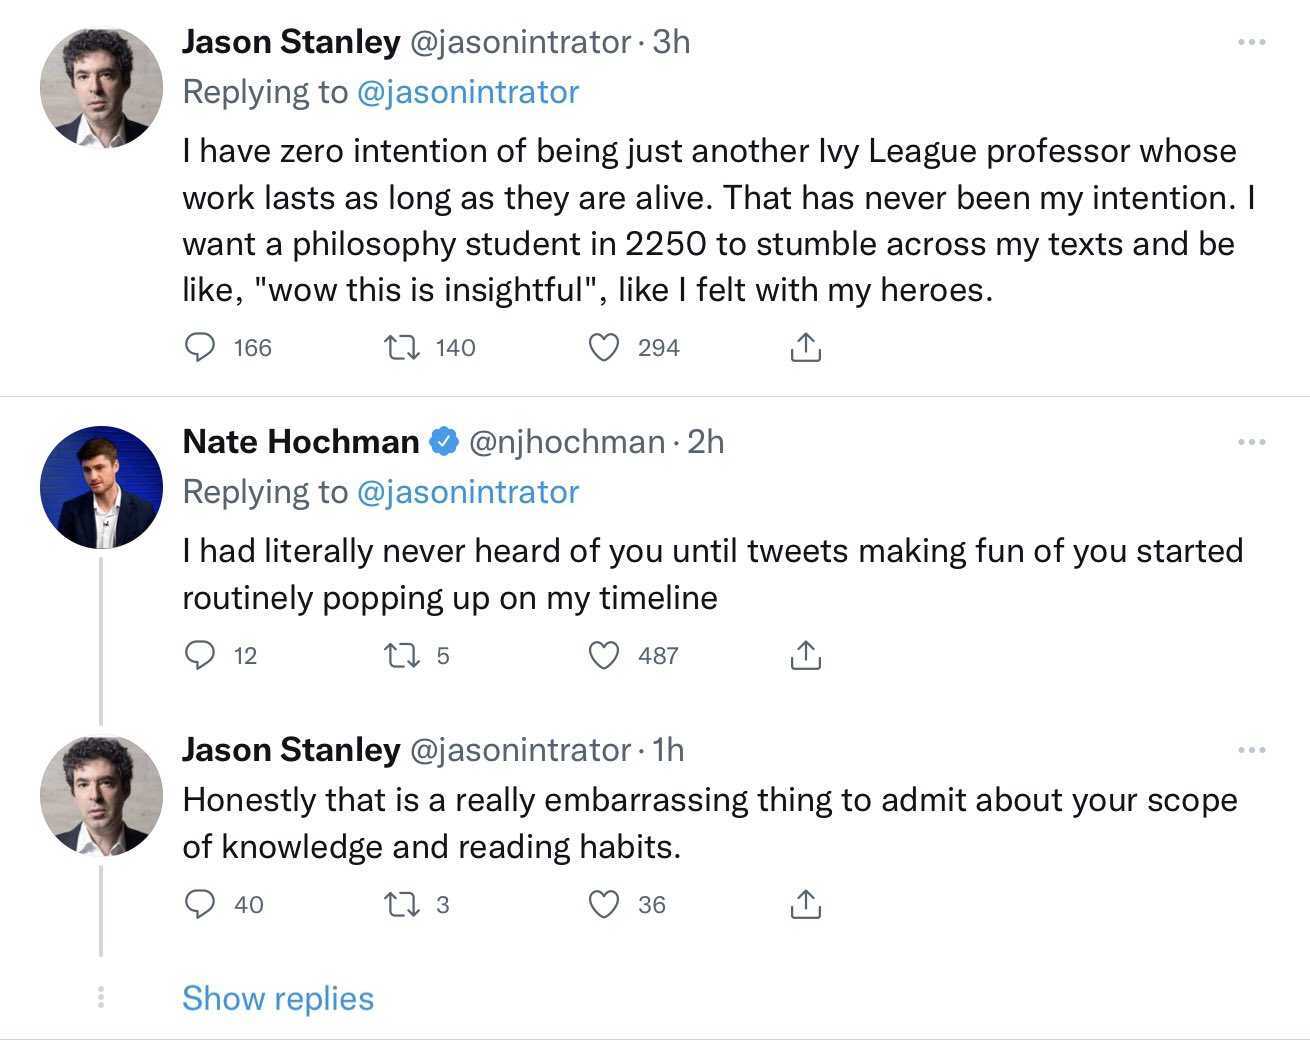 Jason Stanley @jasonintrator · 3h
Replying to @jasonintrator
I have zero intention of being just another Ivy League professor whose
work lasts as long as they are alive. That has never been my intention. I
want a philosophy student in 2250 to stumble across my texts and be
like, "wow this is insightful", like I felt with my heroes.
166 140 294
Nate Hochman @njhochman · 2h
Replying to @jasonintrator
I had literally never heard of you until tweets making fun of you started
routinely popping up on my timeline
12 5 487
Jason Stanley @jasonintrator · 1h
Honestly that is a really embarrassing thing to admit about your scope
of knowledge and reading habits.
40 3 36
Show replies